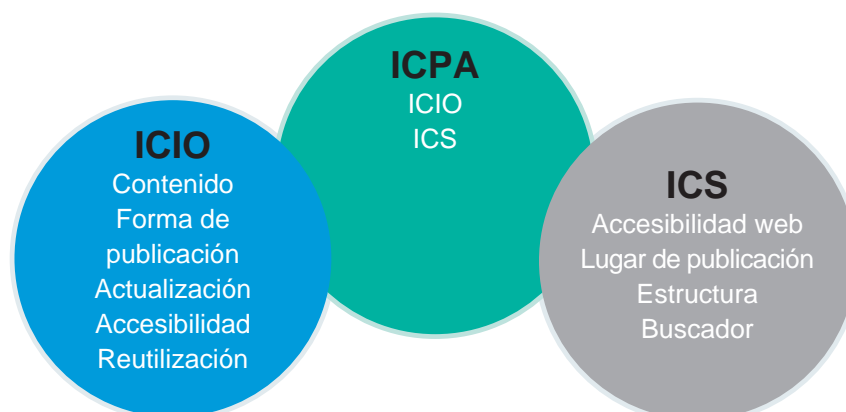 ICPA
ICIO
ICS
ICIO
Contenido
Forma de
publicación
Actualización
Accesibilidad
Reutilización
ICS
Accesibilidad web
Lugar de publicación
Estructura
Buscador